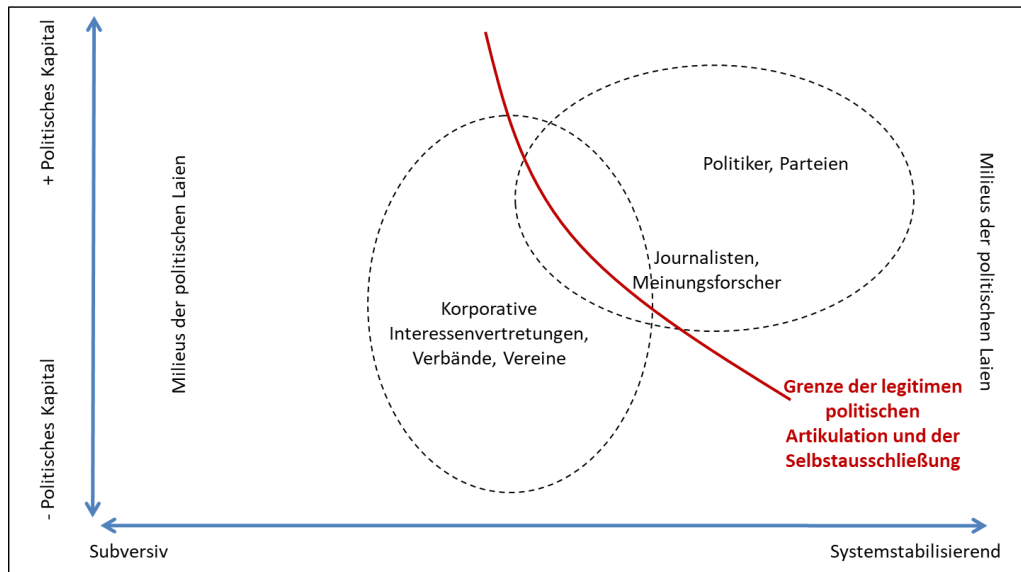 + Politisches Kapital
- Politisches Kapital
Milieus der politischen Laien
Politiker, Parteien
Journalisten,
Meinungsforscher
Korporative
Interessenvertretungen,
Verbände, Vereine
Milieus der politischen Laien
Grenze der legitimen
politischen
Artikulation und der
Selbstausschließung
Subversiv
Systemstabilisierend